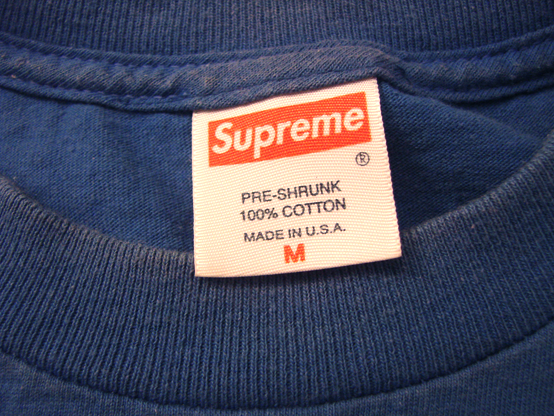 Supreme
®
PRE-SHRUNK
100% COTTON
MADE IN U.S.A.
M